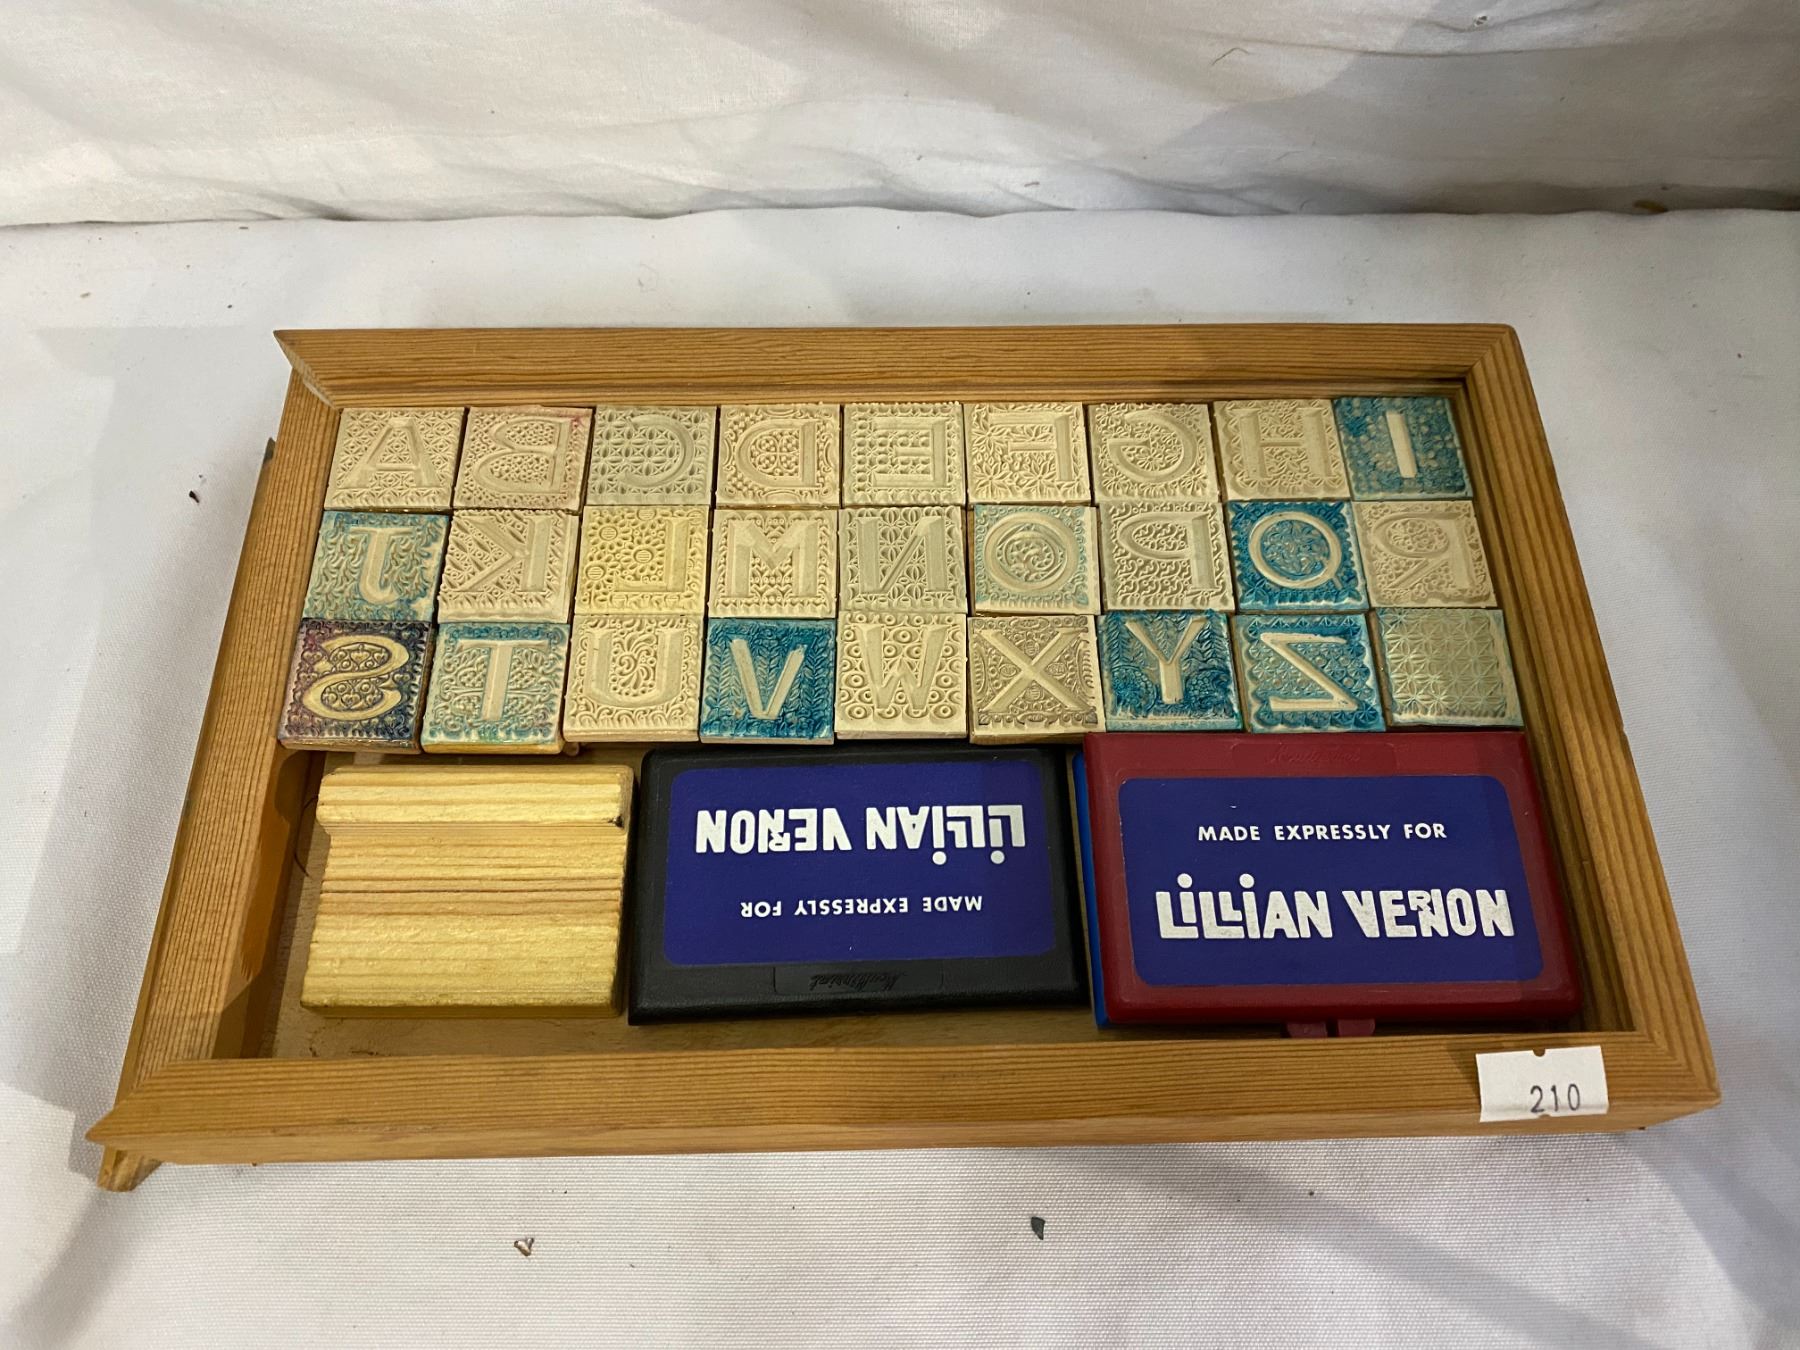 A B C D E F G H I
J K L M N O P Q R
S T U V W X Y Z
LILLIAN VERNON
MADE EXPRESSLY FOR
MADE EXPRESSLY FOR
LILLIAN VERNON
210